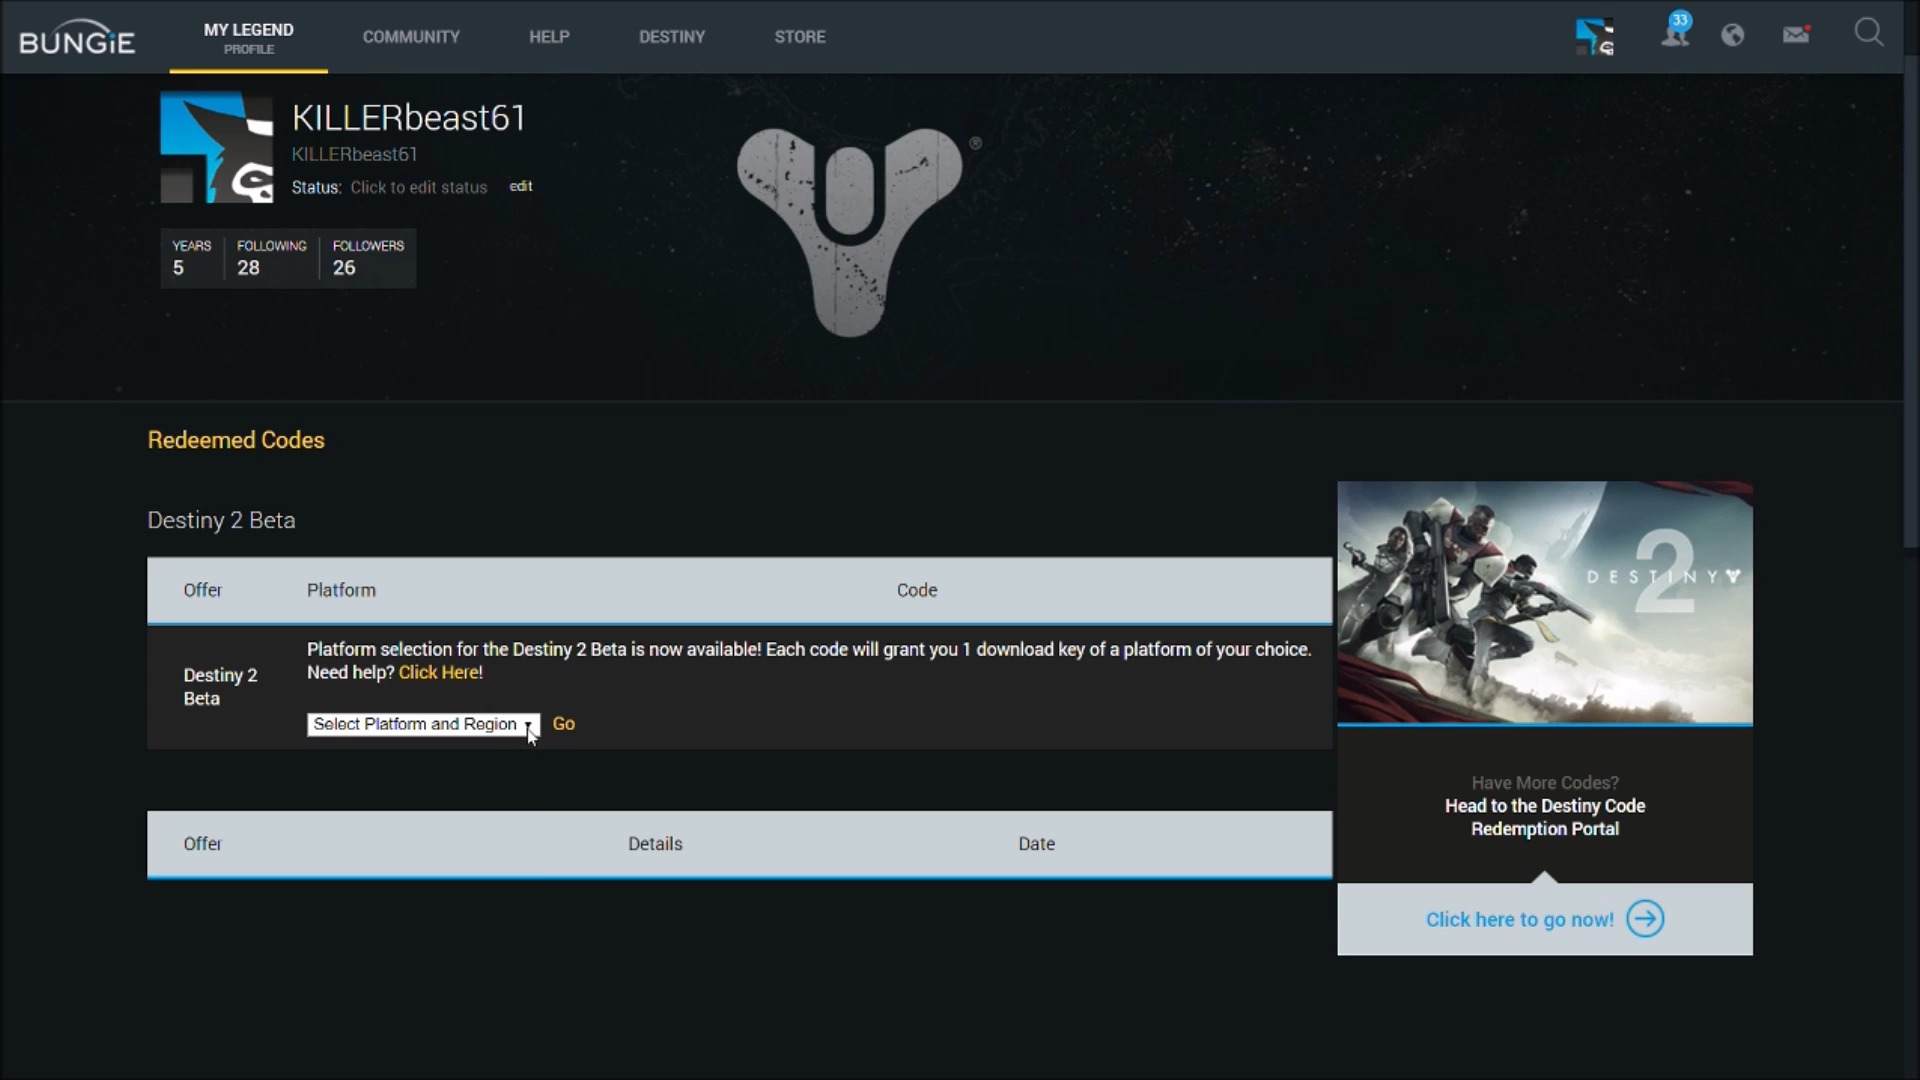 BUNGiE
MY LEGEND
PROFILE
COMMUNITY
HELP
DESTINY
STORE
33
KILLERbeast61
KILLERbeast61
Status: Click to edit status edit
YEARS FOLLOWING FOLLOWERS
5 28 26
®
Redeemed Codes
Destiny 2 Beta
Offer Platform Code
Platform selection for the Destiny 2 Beta is now available! Each code will grant you 1 download key of a platform of your choice.
Need help? Click Here!
Destiny 2
Beta
Select Platform and Region Go
Offer Details Date
2
DESTINY
Have More Codes?
Head to the Destiny Code
Redemption Portal
Click here to go now!